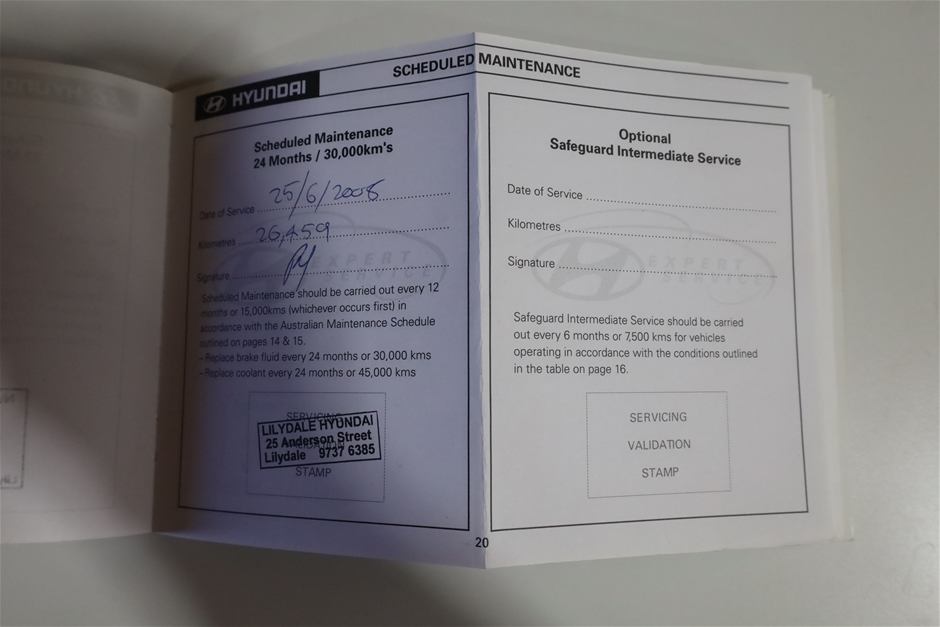 HYUNDAI
SCHEDULED MAINTENANCE
Scheduled Maintenance
24 Months / 30,000km's
Date of Service 25/6/2008
Kilometres 26,459
Signature
EXPERT
SERVICE
Scheduled Maintenance should be carried out every 12
months or 15,000kms (whichever occurs first) in
accordance with the Australian Maintenance Schedule
outlined on pages 14 & 15.
– Replace brake fluid every 24 months or 30,000 kms
– Replace coolant every 24 months or 45,000 kms
SERVICING
VALIDATION
STAMP
LILYDALE HYUNDAI
25 Anderson Street
Lilydale 9737 6385
Optional
Safeguard Intermediate Service
Date of Service
Kilometres
Signature
EXPERT
SERVICE
Safeguard Intermediate Service should be carried
out every 6 months or 7,500 kms for vehicles
operating in accordance with the conditions outlined
in the table on page 16.
SERVICING
VALIDATION
STAMP
20